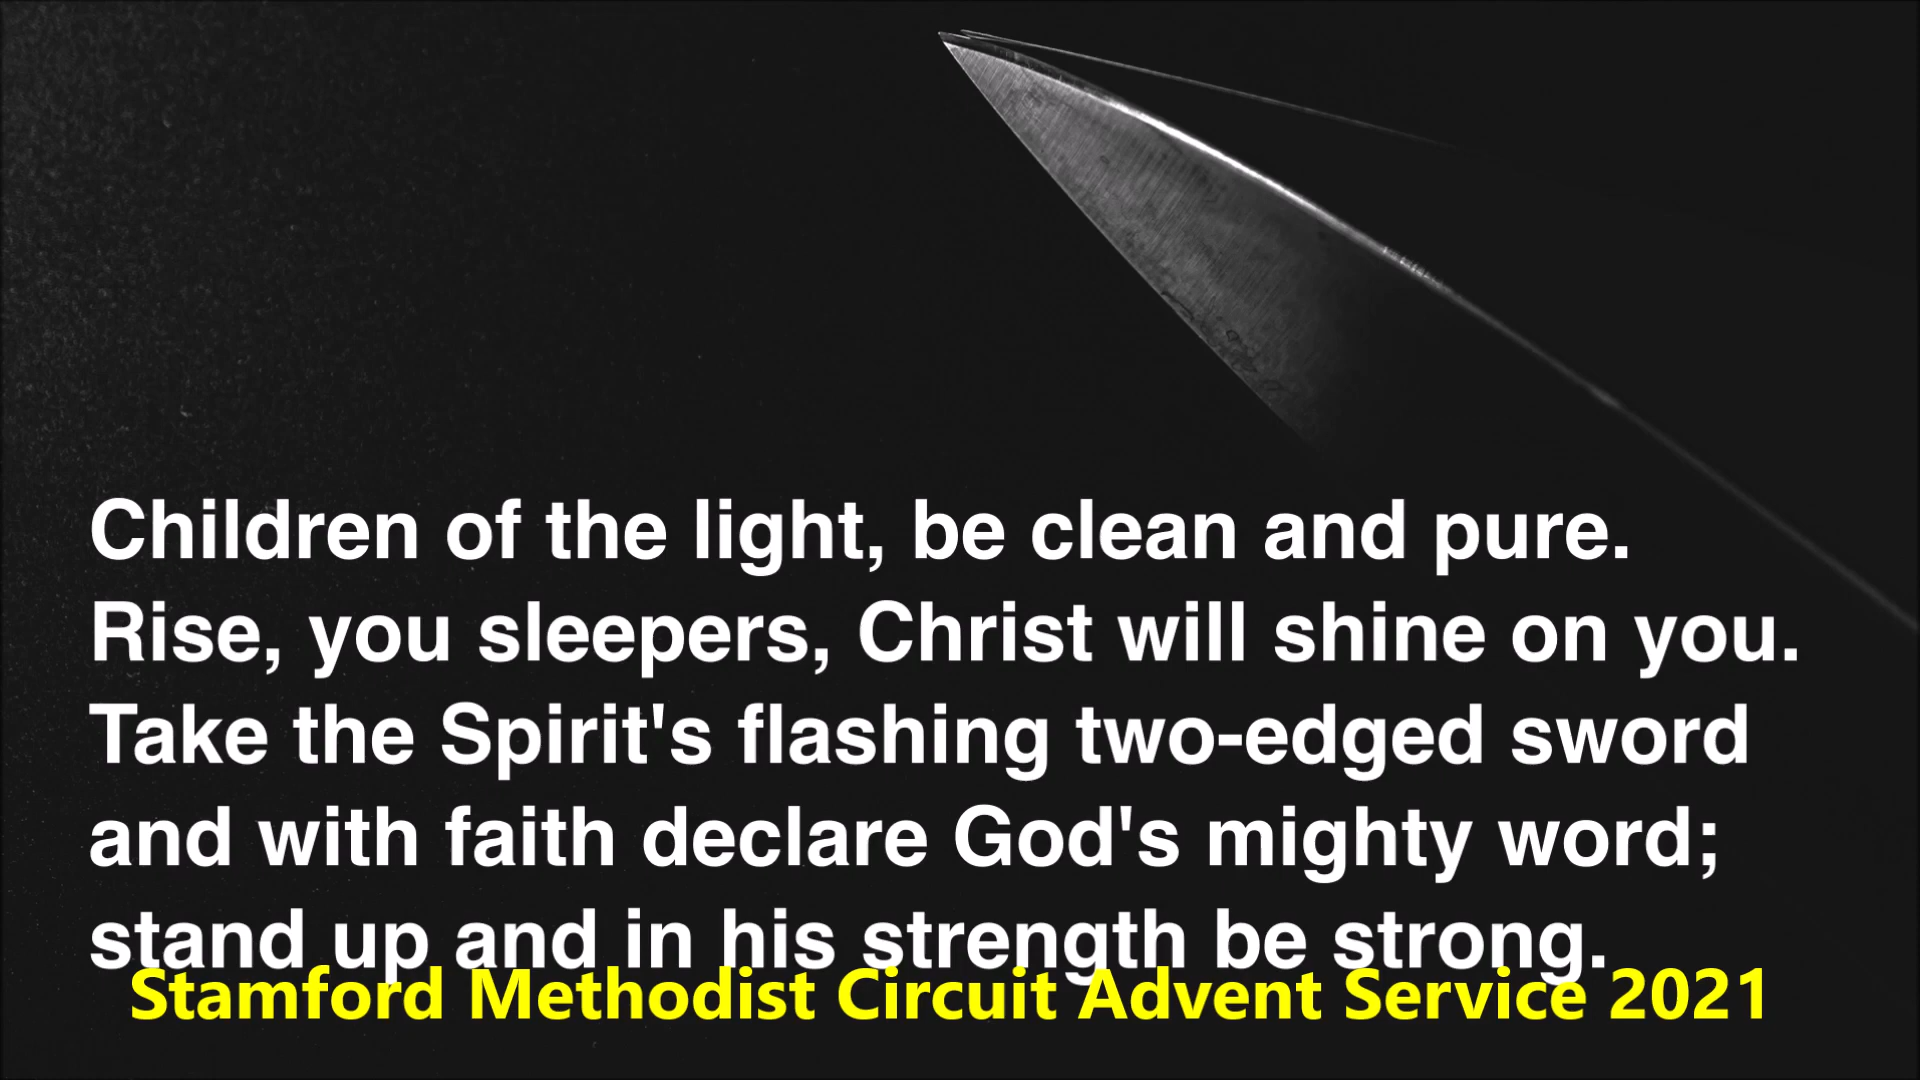 Children of the light, be clean and pure.
Rise, you sleepers, Christ will shine on you.
Take the Spirit's flashing two-edged sword
and with faith declare God's mighty word;
stand up and in his strength be strong.
Stamford Methodist Circuit Advent Service 2021